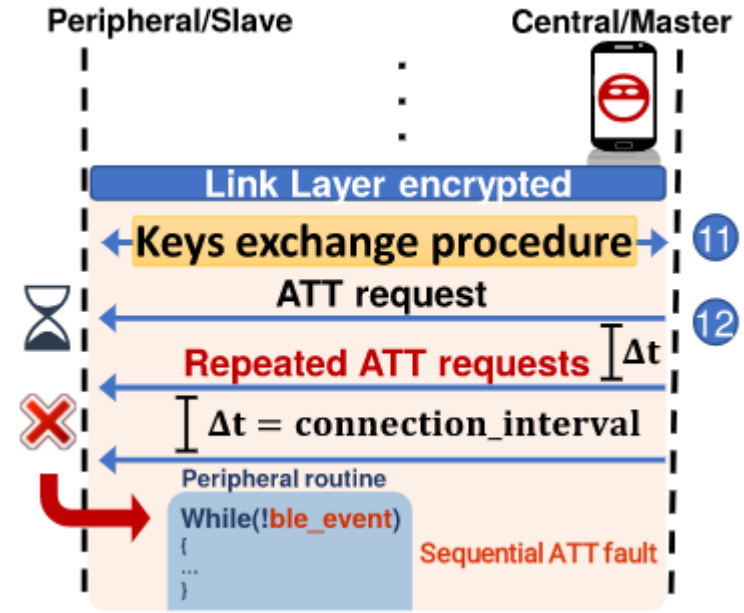 Peripheral/Slave
Central/Master
Link Layer encrypted
Keys exchange procedure
11
ATT request
12
Repeated ATT requests
Δt
Δt = connection_interval
Peripheral routine
While(!ble_event)
{
...
}
Sequential ATT fault